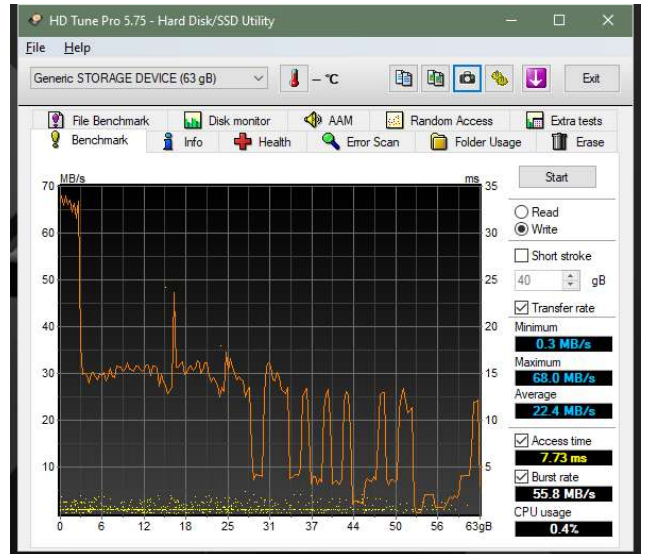 HD Tune Pro 5.75 - Hard Disk/SSD Utility
File Help
Generic STORAGE DEVICE (63 gB) – °C Exit
File Benchmark Disk monitor AAM Random Access Extra tests
Benchmark Info Health Error Scan Folder Usage Erase
MB/s ms
70 35
60 30
50 25
40 20
30 15
20 10
10 5
0 6 12 18 25 31 37 44 50 56 63gB
Start
Read
Write
Short stroke
40 gB
Transfer rate
Minimum
0.3 MB/s
Maximum
68.0 MB/s
Average
22.4 MB/s
Access time
7.73 ms
Burst rate
55.8 MB/s
CPU usage
0.4%